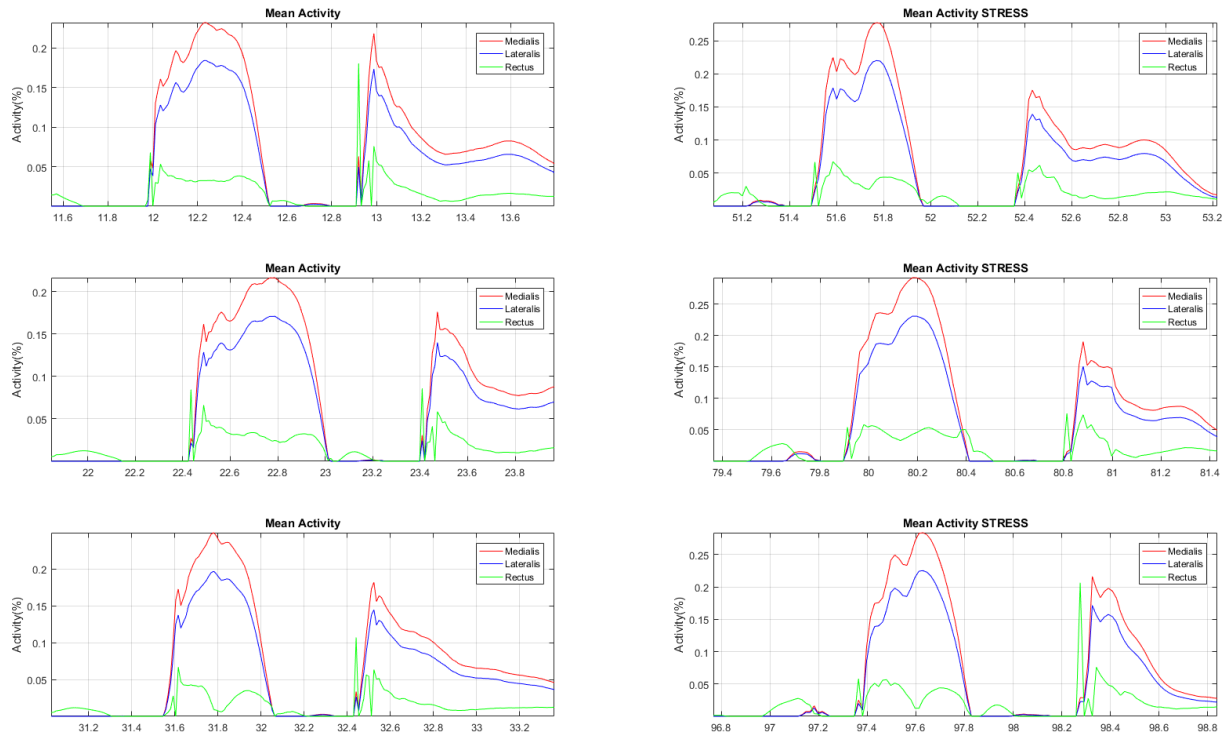 Mean Activity
Activity(%)
0.2
0.15
0.1
0.05
11.6 11.8 12 12.2 12.4 12.6 12.8 13 13.2 13.4 13.6
Medialis
Lateralis
Rectus
Mean Activity STRESS
Activity(%)
0.25
0.2
0.15
0.1
0.05
51.2 51.4 51.6 51.8 52 52.2 52.4 52.6 52.8 53 53.2
Medialis
Lateralis
Rectus
Mean Activity
Activity(%)
0.2
0.15
0.1
0.05
22 22.2 22.4 22.6 22.8 23 23.2 23.4 23.6 23.8
Medialis
Lateralis
Rectus
Mean Activity STRESS
Activity(%)
0.25
0.2
0.15
0.1
0.05
79.4 79.6 79.8 80 80.2 80.4 80.6 80.8 81 81.2 81.4
Medialis
Lateralis
Rectus
Mean Activity
Activity(%)
0.2
0.15
0.1
0.05
31.2 31.4 31.6 31.8 32 32.2 32.4 32.6 32.8 33 33.2
Medialis
Lateralis
Rectus
Mean Activity STRESS
Activity(%)
0.25
0.2
0.15
0.1
0.05
96.8 97 97.2 97.4 97.6 97.8 98 98.2 98.4 98.6 98.8
Medialis
Lateralis
Rectus